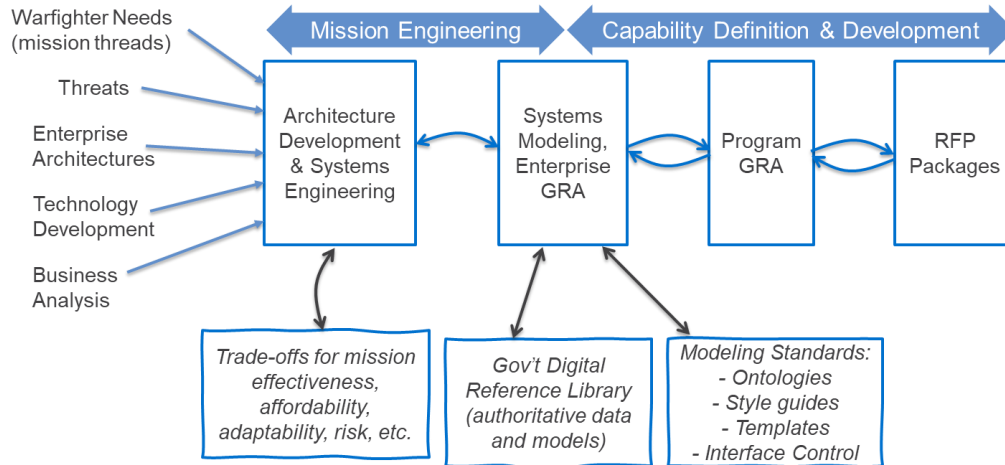 Warfighter Needs
(mission threads)
Mission Engineering
Capability Definition & Development
Threats
Enterprise
Architectures
Technology
Development
Business
Analysis
Architecture
Development
& Systems
Engineering
Systems
Modeling,
Enterprise
GRA
Program
GRA
RFP
Packages
Trade-offs for mission
effectiveness,
affordability,
adaptability, risk, etc.
Gov't Digital
Reference Library
(authoritative data
and models)
Modeling Standards:
- Ontologies
- Style guides
- Templates
- Interface Control